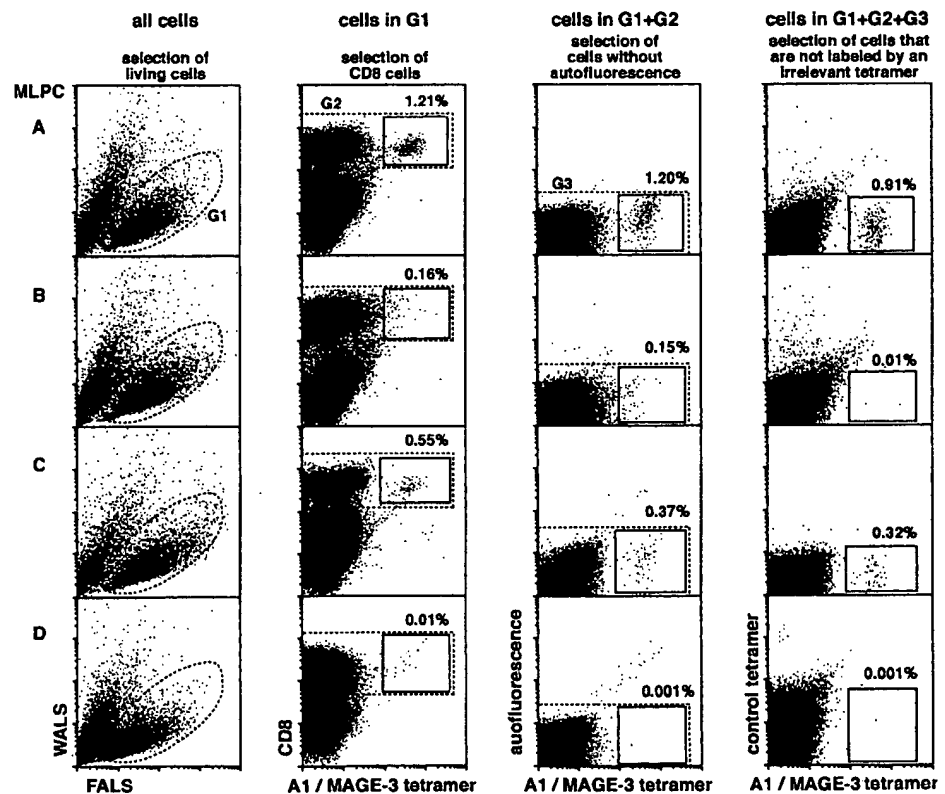 all cells
cells in G1
cells in G1+G2
cells in G1+G2+G3
selection of
living cells
selection of
CD8 cells
selection of
cells without
autofluorescence
selection of cells that
are not labeled by an
irrelevant tetramer
MLPC
A
G1
G2
1.21%
G3
1.20%
0.91%
B
0.16%
0.15%
0.01%
C
0.55%
0.37%
0.32%
D
0.01%
0.001%
0.001%
WALS
CD8
auofluorescence
control tetramer
FALS
A1 / MAGE-3 tetramer
A1 / MAGE-3 tetramer
A1 / MAGE-3 tetramer